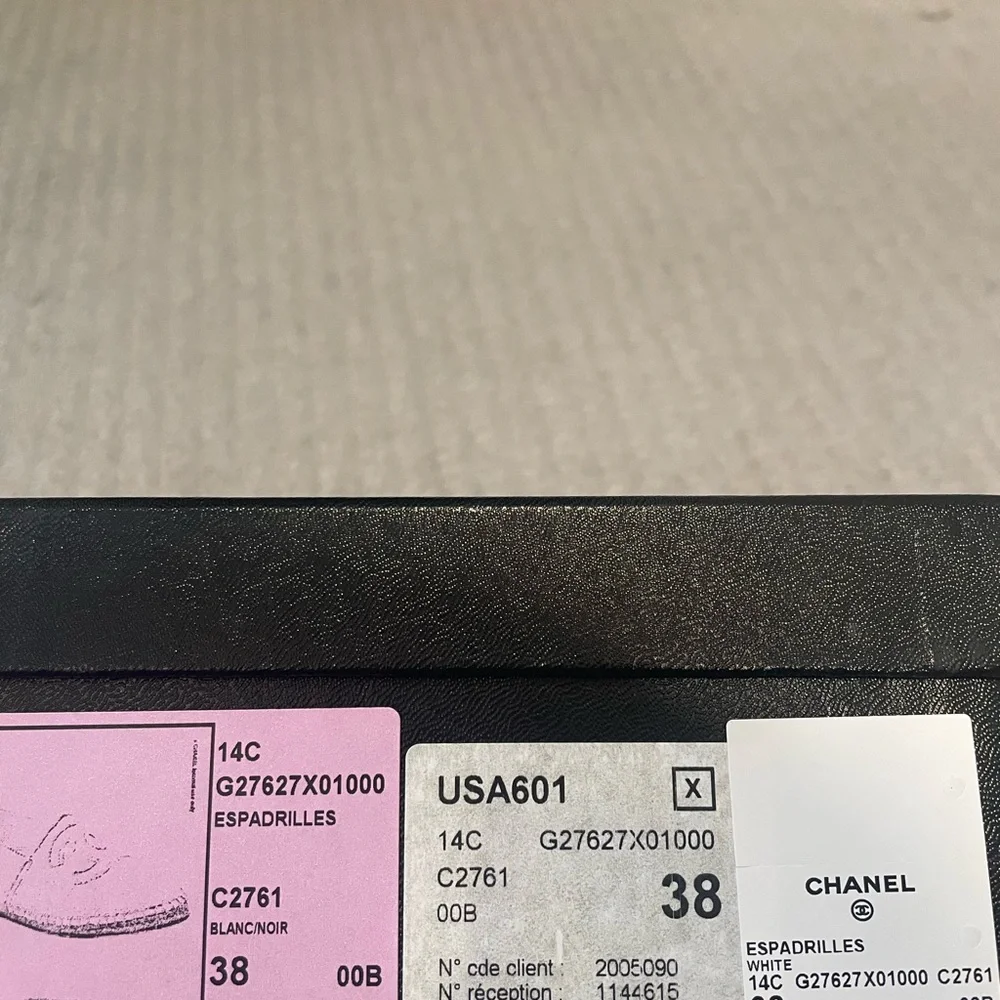 14C
G27627X01000
ESPADRILLES
C2761
BLANC/NOIR
38 00B
USA601 X
14C G27627X01000
C2761
38
00B
N° cde client : 2005090
N° réception : 1144615
CHANEL
ESPADRILLES
WHITE
14C G27627X01000 C2761